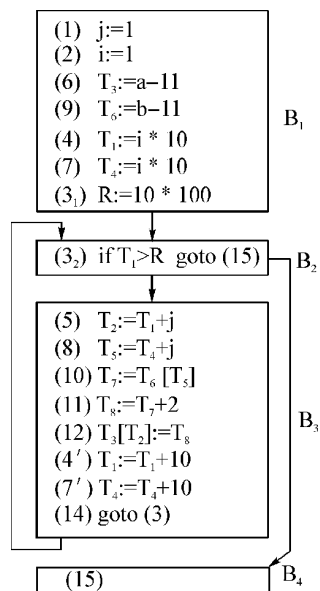 (1) j:=1
(2) i:=1
(6) T₃:=a−11
(9) T₆:=b−11
(4) T₁:=i * 10
(7) T₄:=i * 10
(3₁) R:=10 * 100
B₁
(3₂) if T₁>R goto (15)
B₂
(5) T₂:=T₁+j
(8) T₅:=T₄+j
(10) T₇:=T₆ [T₅]
(11) T₈:=T₇+2
(12) T₃[T₂]:=T₈
(4′) T₁:=T₁+10
(7′) T₄:=T₄+10
(14) goto (3)
B₃
(15)
B₄